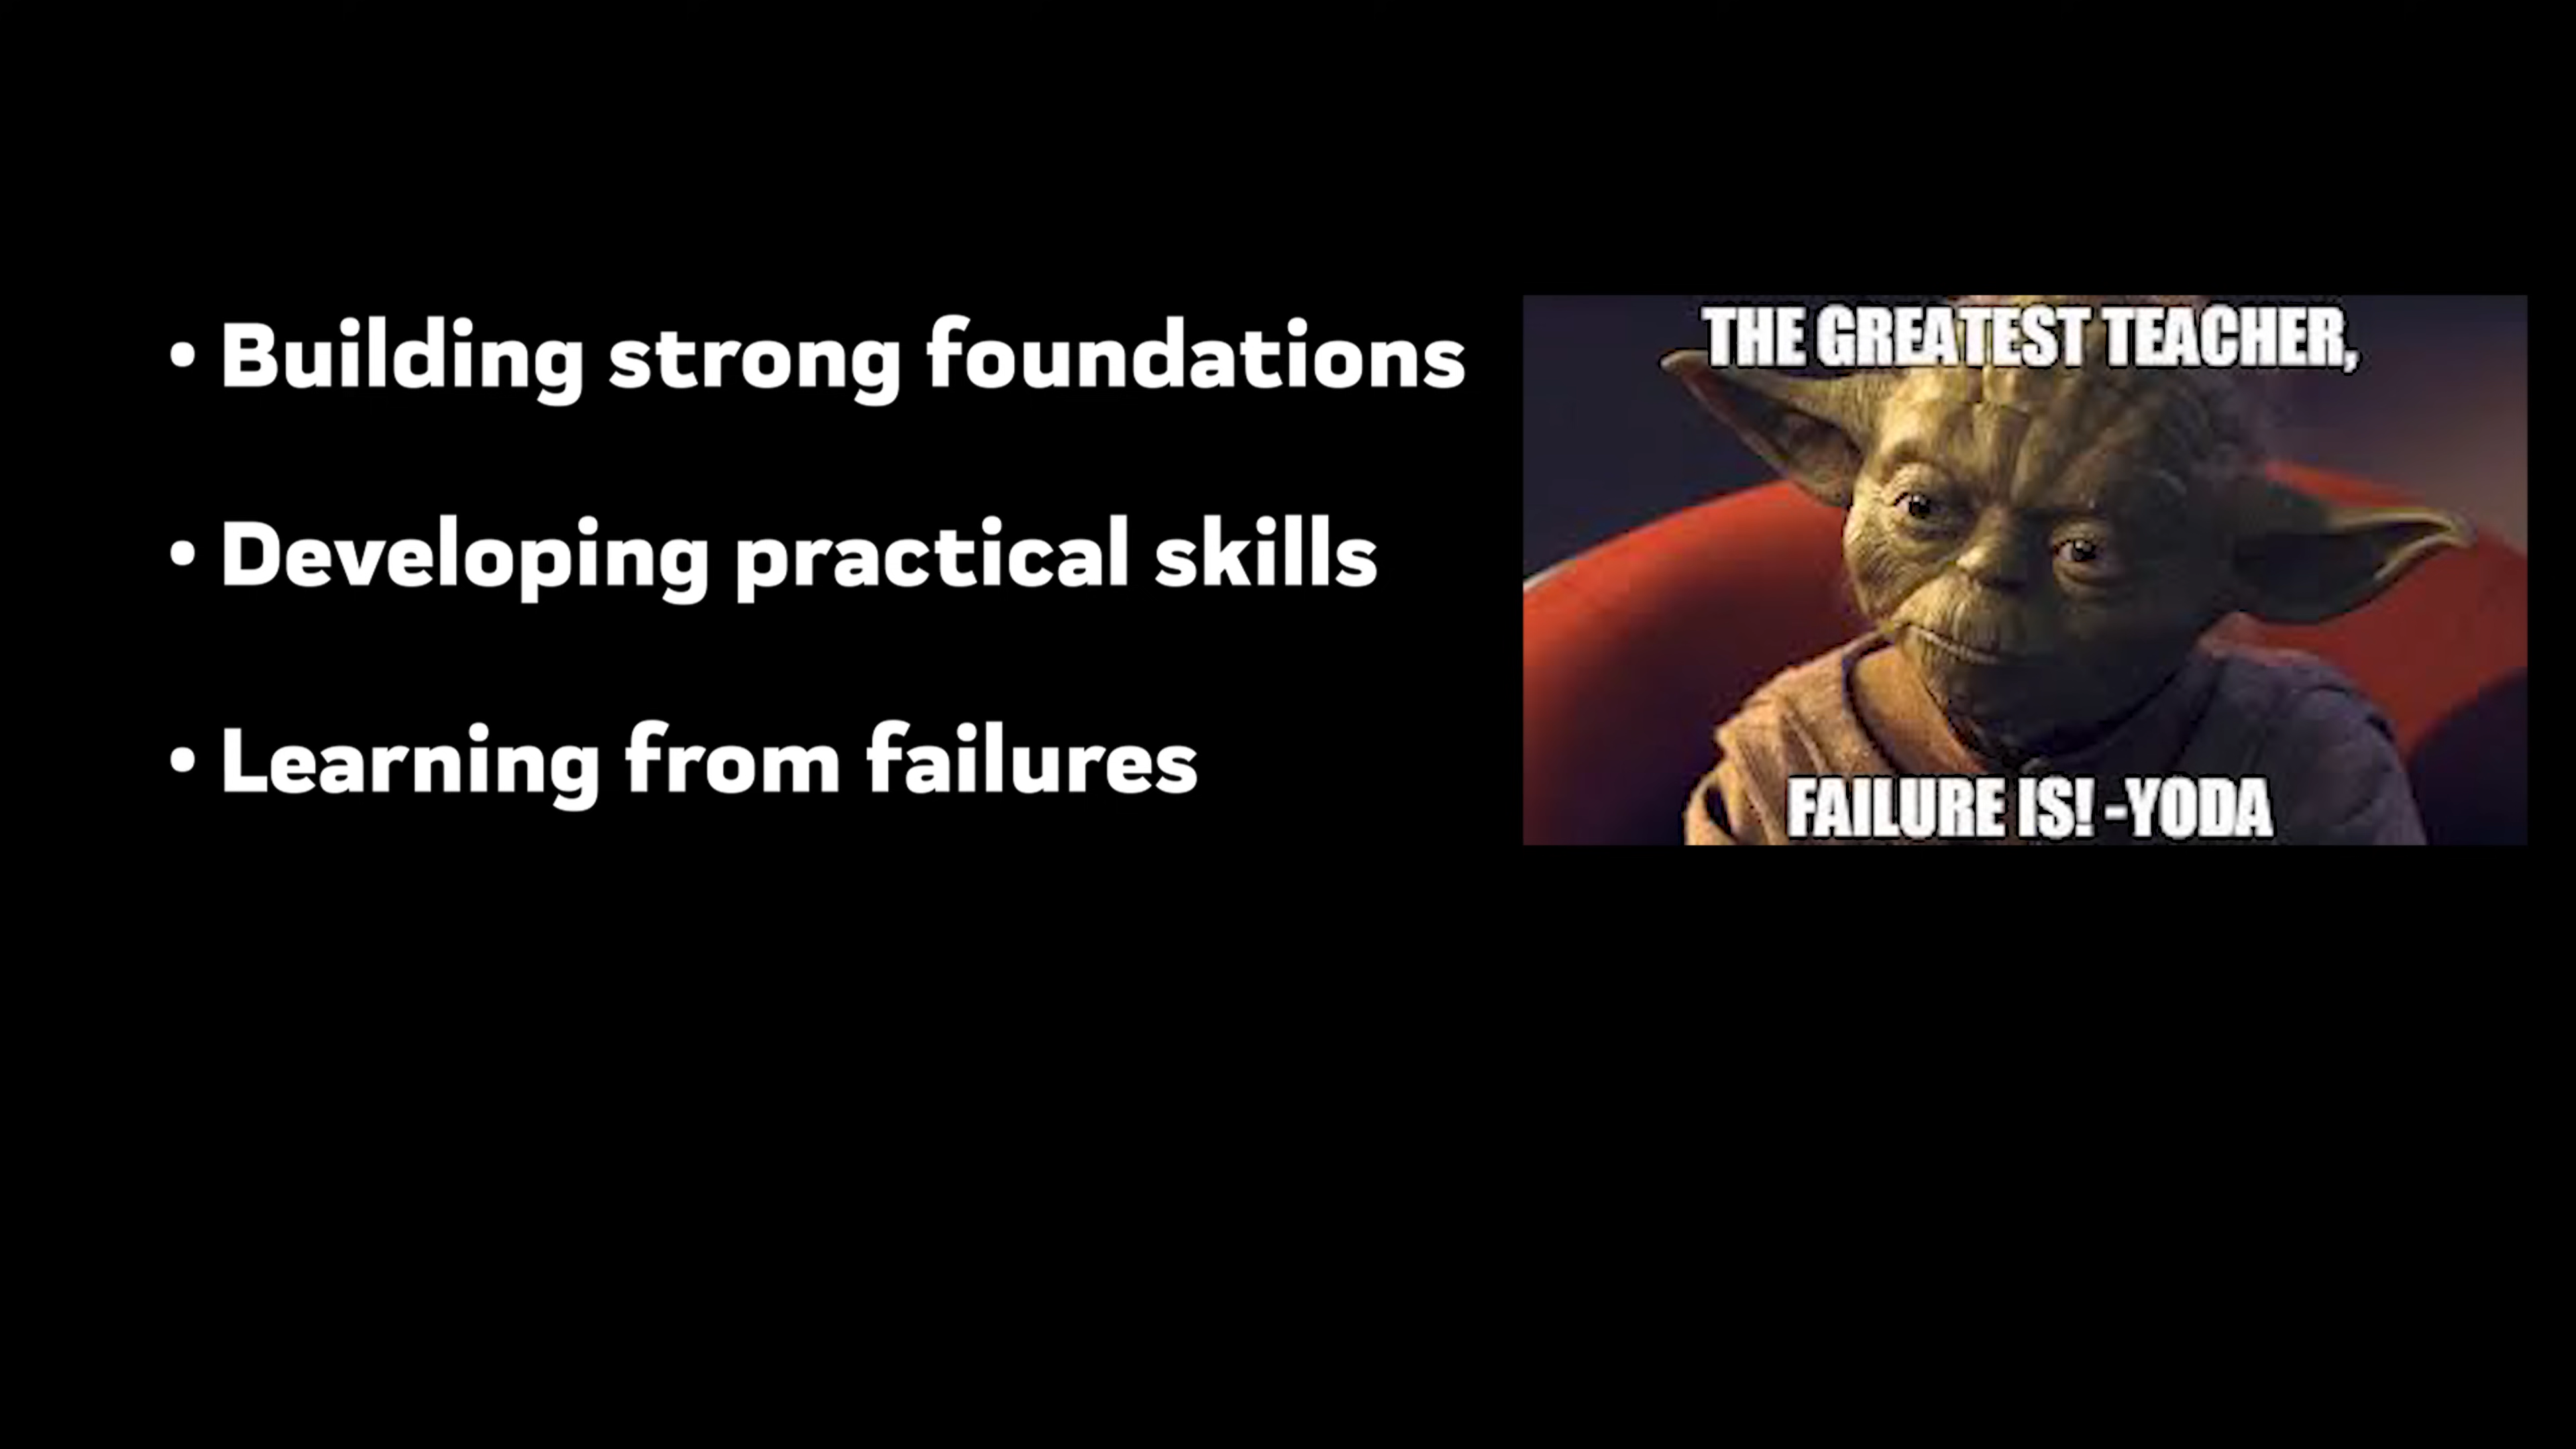 • Building strong foundations
• Developing practical skills
• Learning from failures
THE GREATEST TEACHER,
FAILURE IS! -YODA